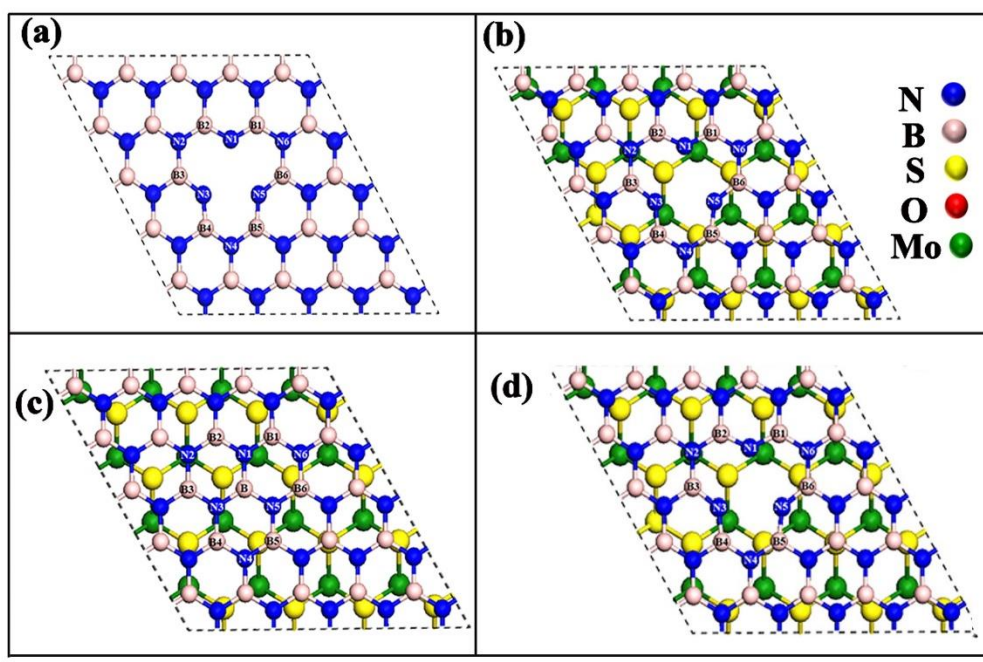 (a)
B2 B1
N2 N1 N6
B3 B6
N3 N5
B4 B5
N4
(b)
B2 B1
N2 N1 N6
B3 B6
N3 N5
B4 B5
N4
N
B
S
O
Mo
(c)
B2 B1
N2 N1 N6
B3 B B6
N3 N5
B4 B5
N4
(d)
B2 B1
N2 N1 N6
B3 B6
N3 N5
B4 B5
N4